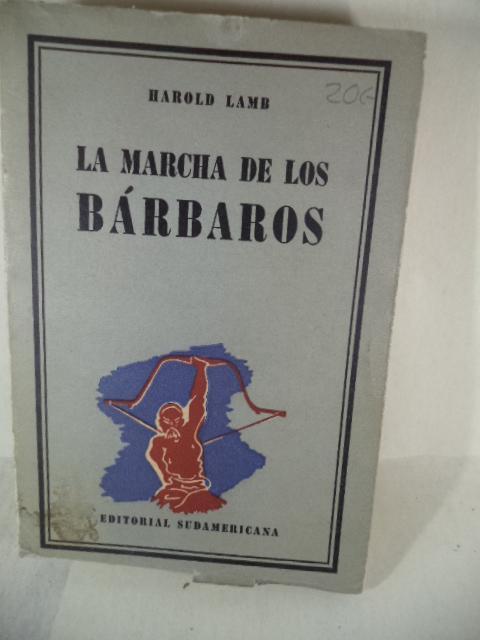 HAROLD LAMB
LA MARCHA DE LOS
BÁRBAROS
EDITORIAL SUDAMERICANA